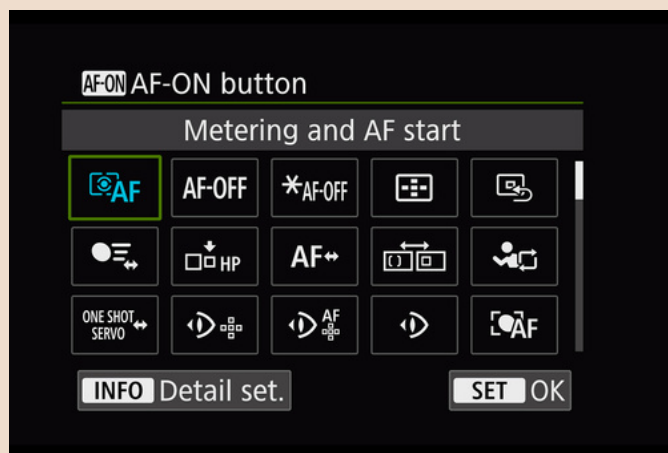 AF-ON AF-ON button
Metering and AF start
AF AF-OFF AF-OFF
HP AF
ONE SHOT SERVO AF AF
INFO Detail set. SET OK